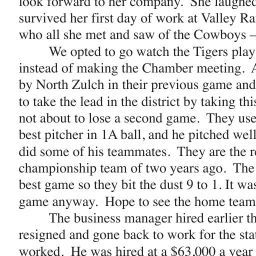 look forward to her company.  She laughed
survived her first day of work at Valley Ra
who all she met and saw of the Cowboys –
We opted to go watch the Tigers play
instead of making the Chamber meeting.  A
by North Zulch in their previous game and
to take the lead in the district by taking this
not about to lose a second game.  They use
best pitcher in 1A ball, and he pitched well
did some of his teammates.  They are the re
championship team of two years ago.  The
best game so they bit the dust 9 to 1. It was
game anyway.  Hope to see the home team
The business manager hired earlier th
resigned and gone back to work for the sta
worked.  He was hired at a $63,000 a year